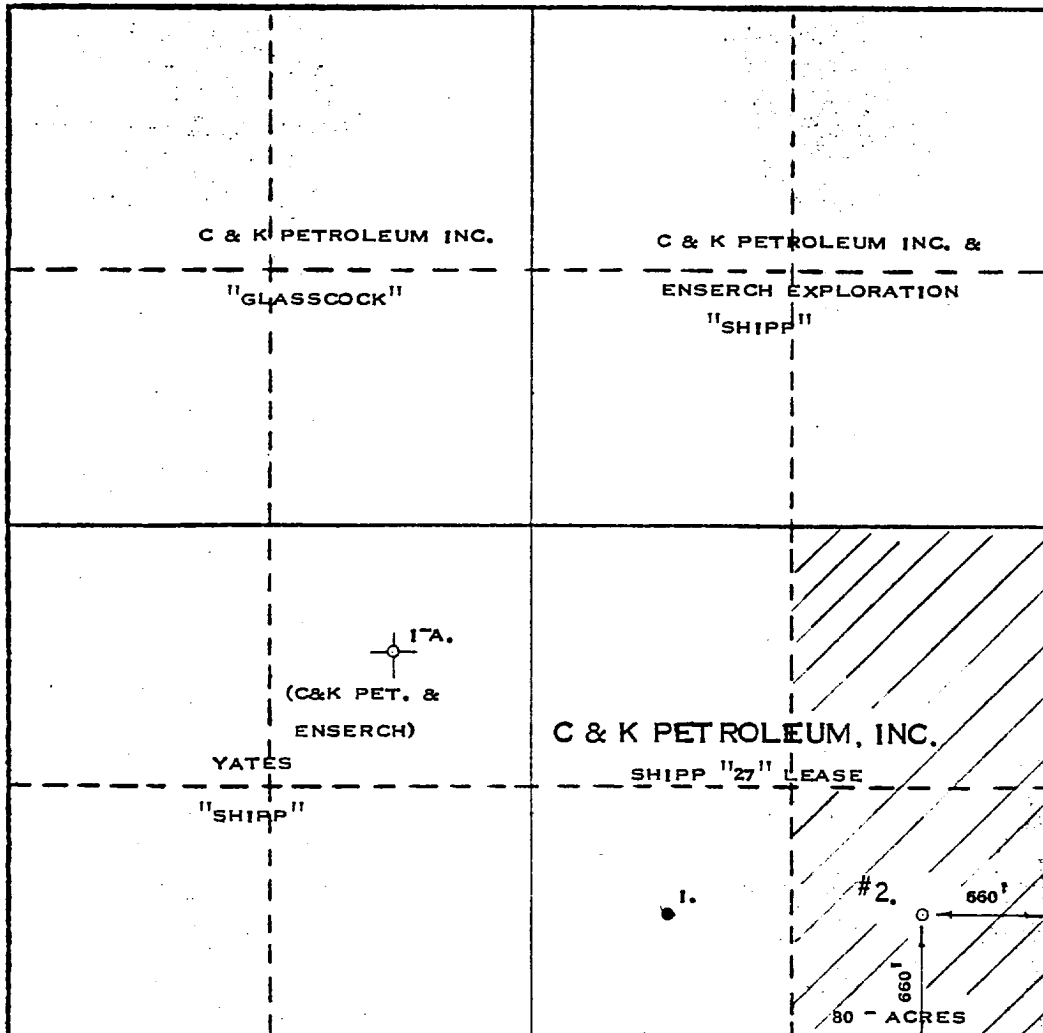 C & K PETROLEUM INC.
"GLASSCOCK"
C & K PETROLEUM INC. &
ENSERCH EXPLORATION
"SHIPP"
1-A.
(C&K PET. &
ENSERCH)
YATES
"SHIPP"
C & K PETROLEUM, INC.
SHIPP "27" LEASE
1.
#2.
660'
660'
80 - ACRES